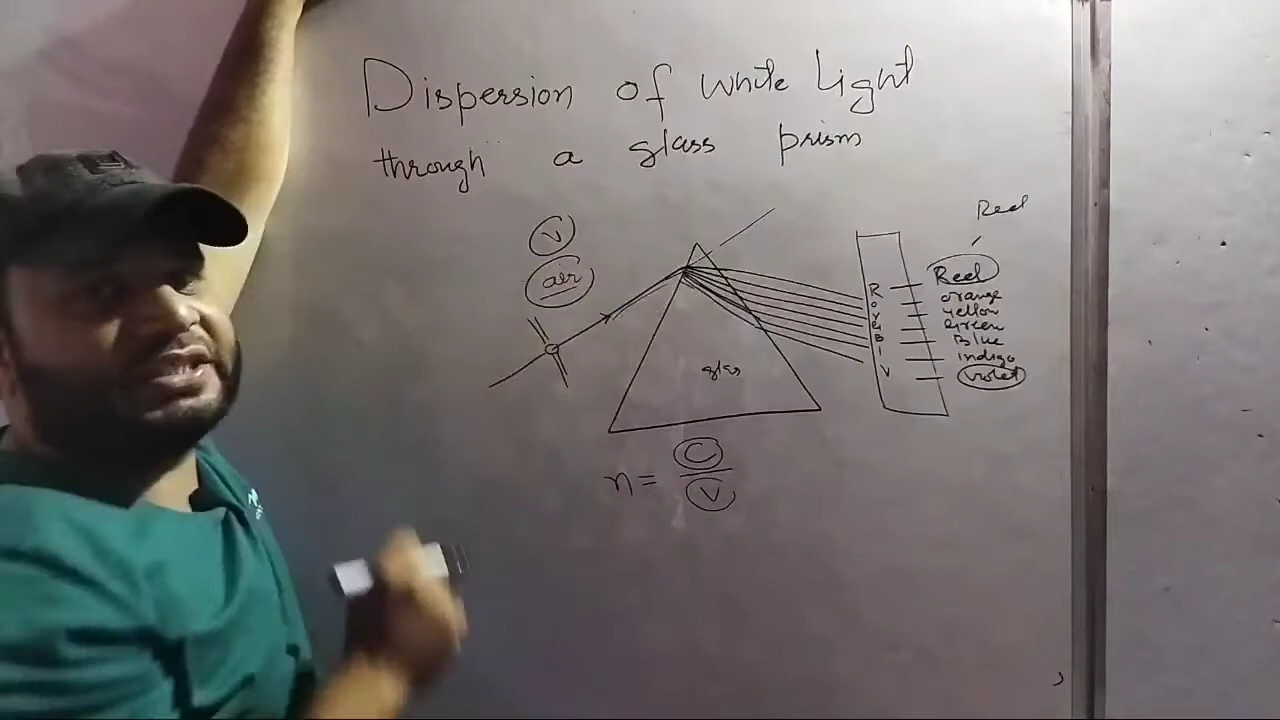 Dispersion of white light
through a glass prism
Red
V
air
Red
orange
yellow
Green
Blue
indigo
violet
R
O
Y
G
B
I
V
glass
n = C
V